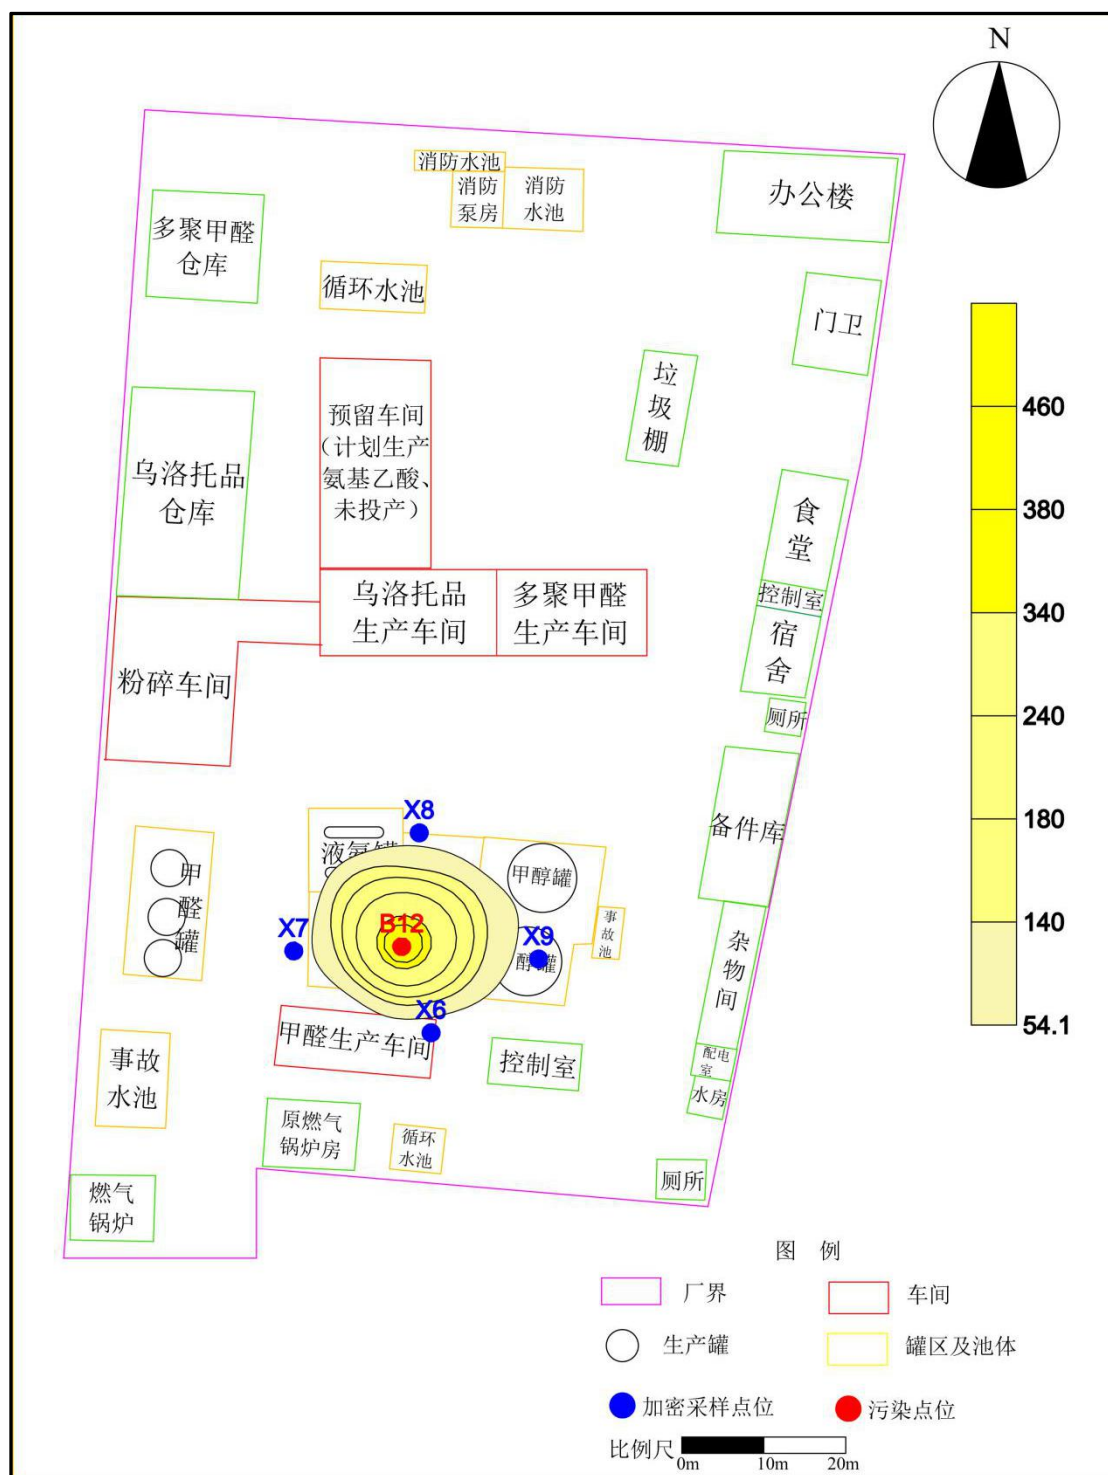 N
消防水池
消防
泵房
消防
水池
办公楼
多聚甲醛
仓库
循环水池
门卫
垃
圾
棚
预留车间
（计划生产
氨基乙酸、
未投产）
乌洛托品
仓库
食
堂
控制室
宿
舍
厕所
乌洛托品
生产车间
多聚甲醛
生产车间
粉碎车间
460
380
340
240
180
140
54.1
备件库
X8
液氨罐
甲醇罐
甲
醛
罐
X7
B12
X9
醇罐
事
故
池
杂
物
间
X6
甲醛生产车间
控制室
配电
室
水房
事故
水池
原燃气
锅炉房
循环
水池
厕所
燃气
锅炉
图 例
厂界
车间
生产罐
罐区及池体
加密采样点位
污染点位
比例尺
0m 10m 20m